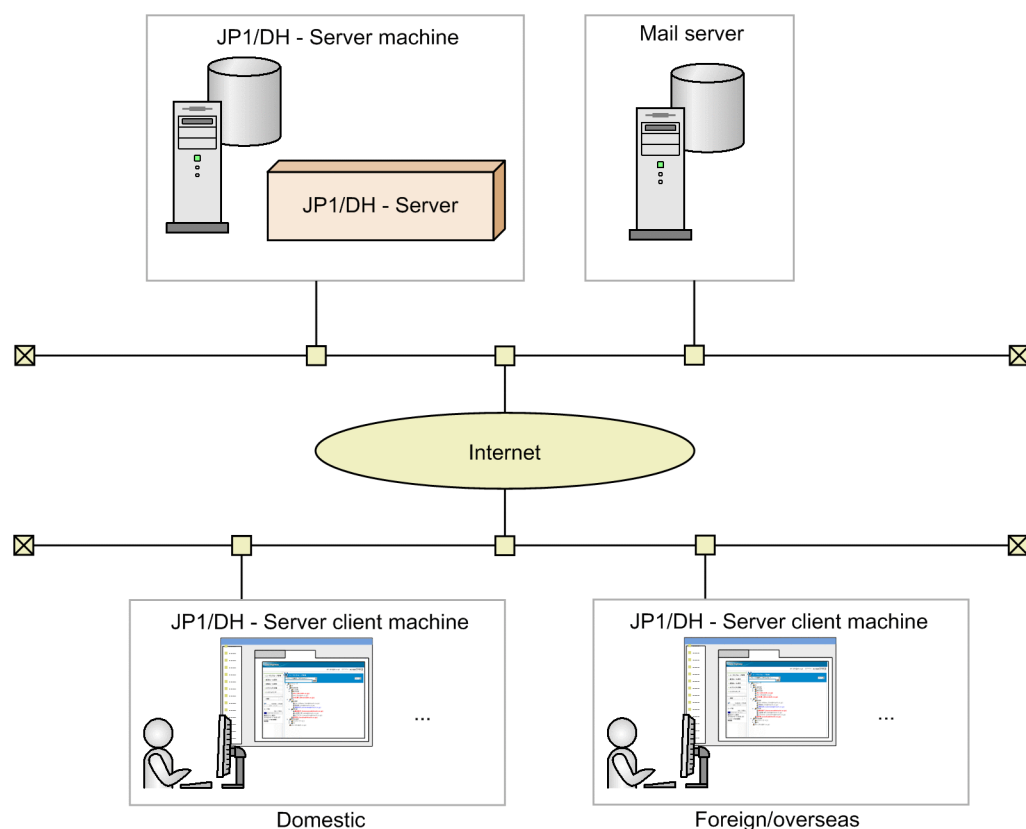 JP1/DH - Server machine
Mail server
JP1/DH - Server
Internet
JP1/DH - Server client machine
JP1/DH - Server client machine
...
...
Domestic
Foreign/overseas